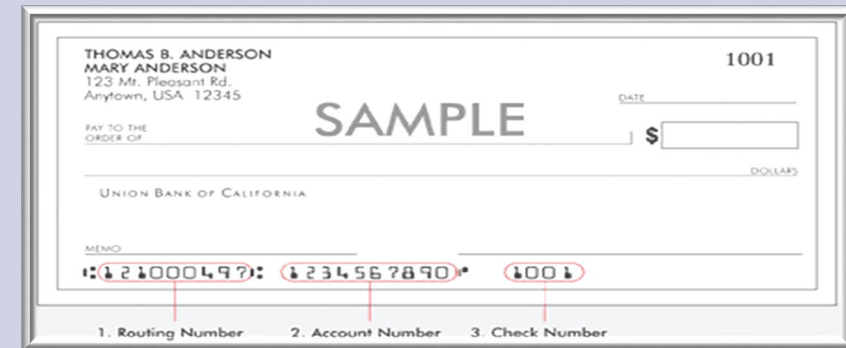 THOMAS B. ANDERSON
MARY ANDERSON
123 Mt. Pleasant Rd.
Anytown, USA 12345
1001
DATE
SAMPLE
PAY TO THE
ORDER OF
$
DOLLARS
UNION BANK OF CALIFORNIA
MEMO
⑆121000497⑆ 1234567890⑈ 1001
1. Routing Number 2. Account Number 3. Check Number